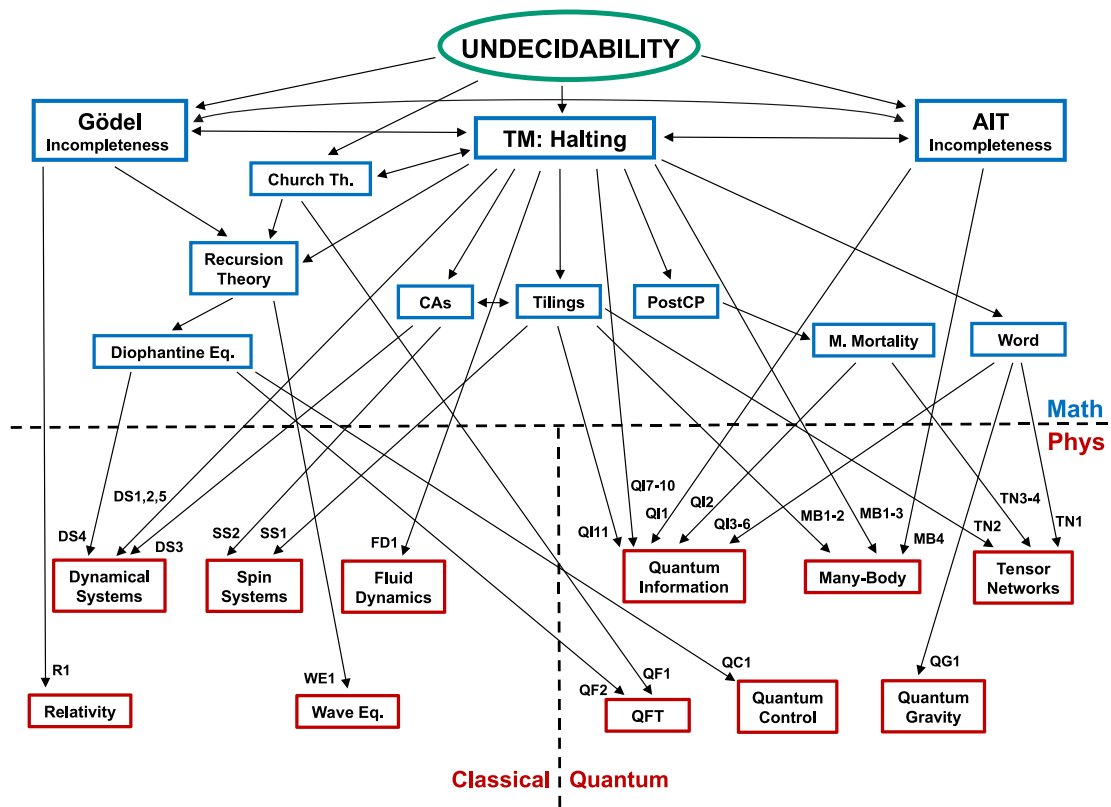 UNDECIDABILITY
Gödel
Incompleteness
TM: Halting
AIT
Incompleteness
Church Th.
Recursion
Theory
CAs
Tilings
PostCP
Diophantine Eq.
M. Mortality
Word
Math
Phys
DS1,2,5
DS4
DS3
SS2
SS1
FD1
QI11
QI7-10
QI1
QI2
QI3-6
MB1-2
MB1-3
MB4
TN2
TN3-4
TN1
Dynamical
Systems
Spin
Systems
Fluid
Dynamics
Quantum
Information
Many-Body
Tensor
Networks
R1
WE1
QF2
QF1
QC1
QG1
Relativity
Wave Eq.
QFT
Quantum
Control
Quantum
Gravity
Classical
Quantum